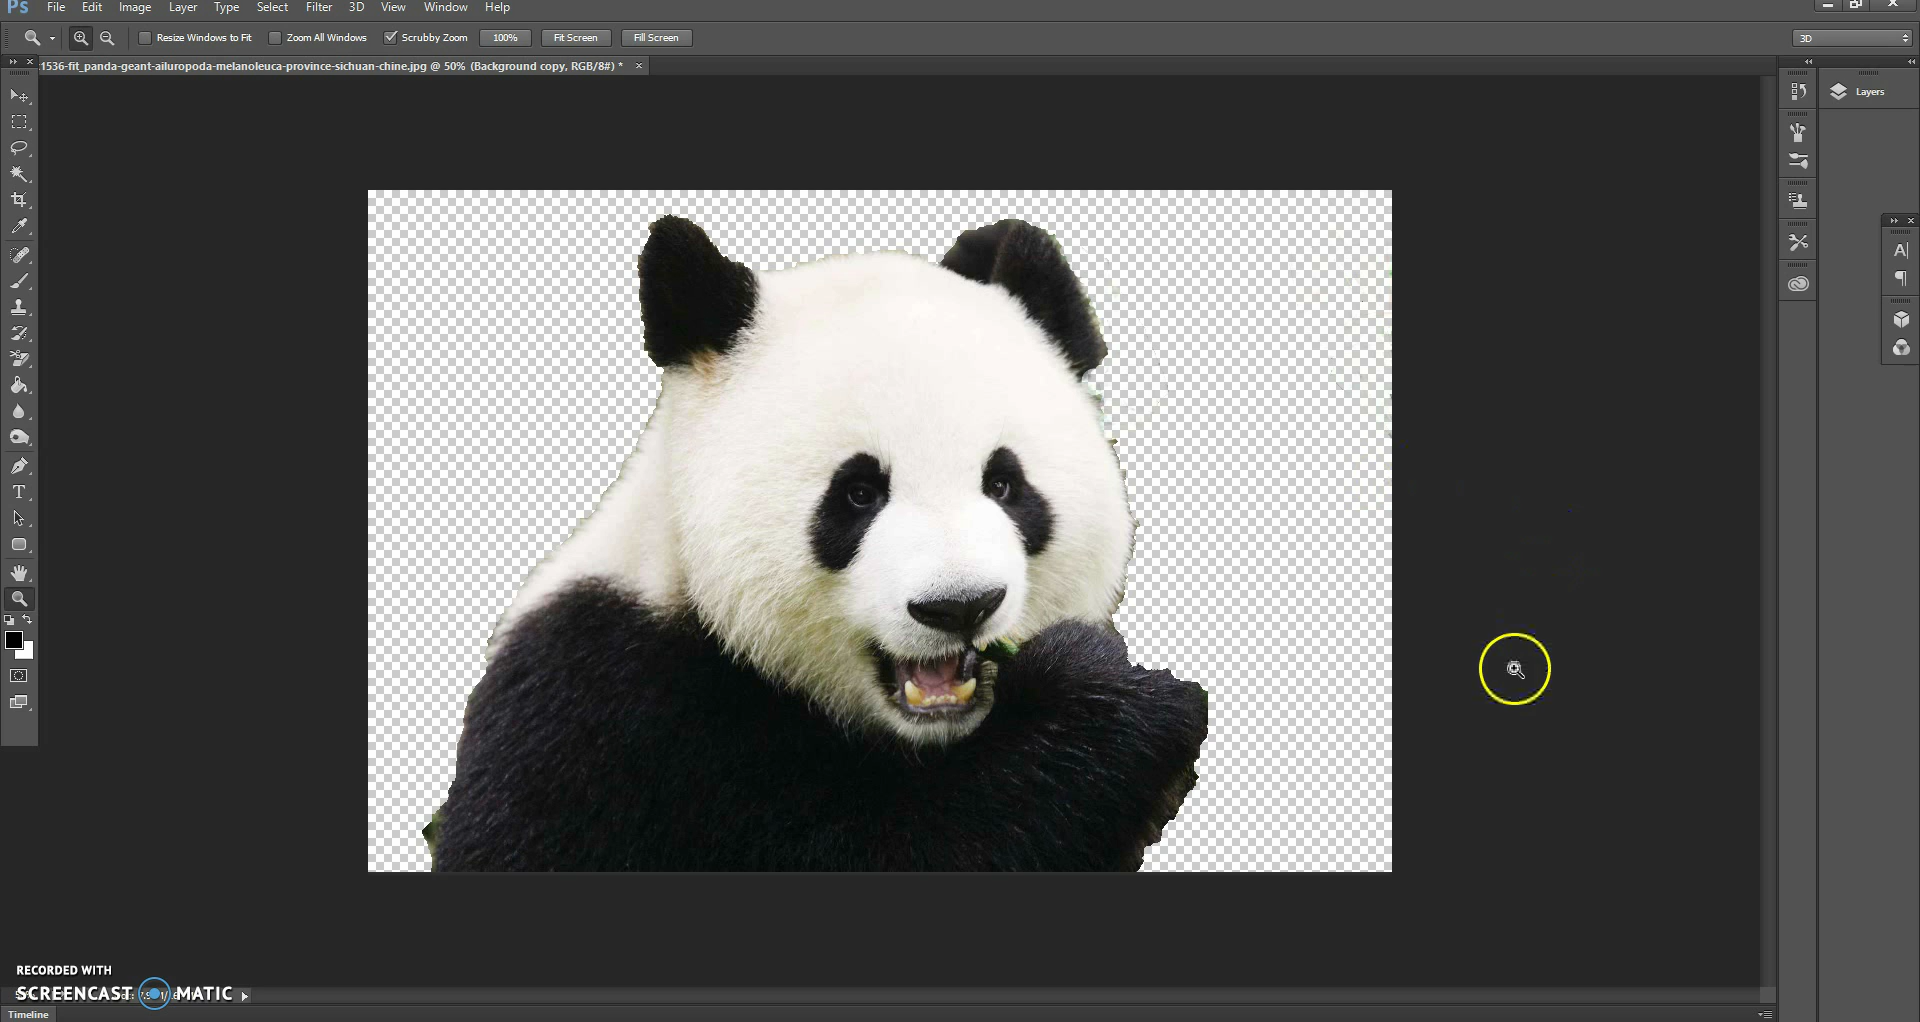 Ps File Edit Image Layer Type Select Filter 3D View Window Help
Resize Windows to Fit Zoom All Windows Scrubby Zoom 100% Fit Screen Fill Screen 3D
1536-fit_panda-geant-ailuropoda-melanoleuca-province-sichuan-chine.jpg @ 50% (Background copy, RGB/8#) *
Layers
RECORDED WITH
SCREENCAST MATIC
Timeline